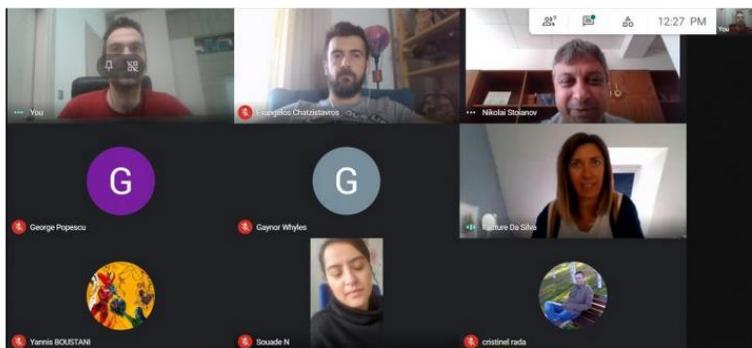 12:27 PM
You
You
Evangelos Chatzistavros
Nikolai Stoianov
G
G
George Popescu
Gaynor Whyles
Facture Da Silva
Yannis BOUSTANI
Souade N
cristinel rada